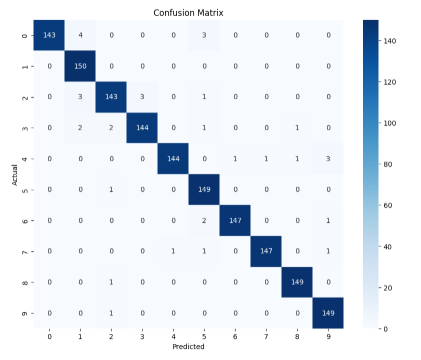 Confusion Matrix
0 143 4 0 0 0 3 0 0 0 0
1 0 150 0 0 0 0 0 0 0 0
2 0 3 143 3 0 1 0 0 0 0
3 0 2 2 144 0 1 0 0 1 0
4 0 0 0 0 144 0 1 1 1 3
5 0 0 1 0 0 149 0 0 0 0
6 0 0 0 0 0 2 147 0 0 1
7 0 0 0 0 1 1 0 147 0 1
8 0 0 1 0 0 0 0 0 149 0
9 0 0 1 0 0 0 0 0 0 149
0 1 2 3 4 5 6 7 8 9
Predicted
Actual
140
120
100
80
60
40
20
0